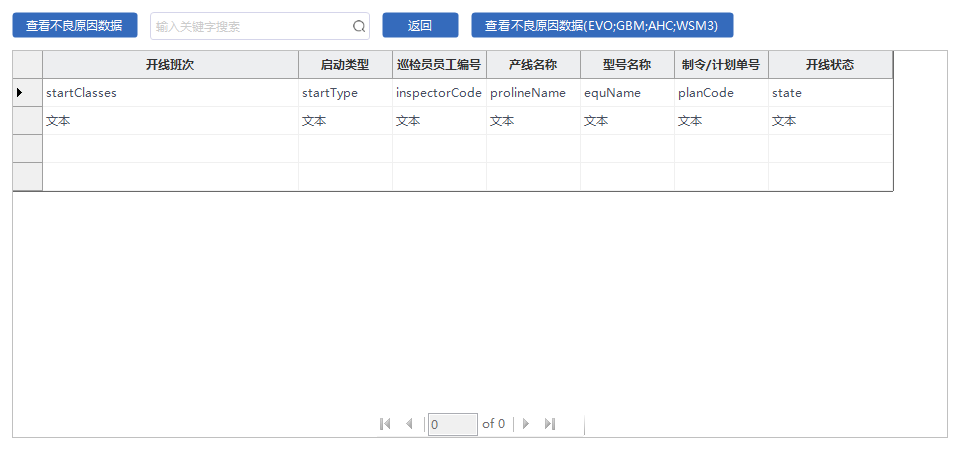 查看不良原因数据 输入关键字搜索 返回 查看不良原因数据(EVO;GBM;AHC;WSM3)
开线班次 启动类型 巡检员员工编号 产线名称 型号名称 制令/计划单号 开线状态
startClasses startType inspectorCode prolineName equName planCode state
文本 文本 文本 文本 文本 文本 文本
0 of 0